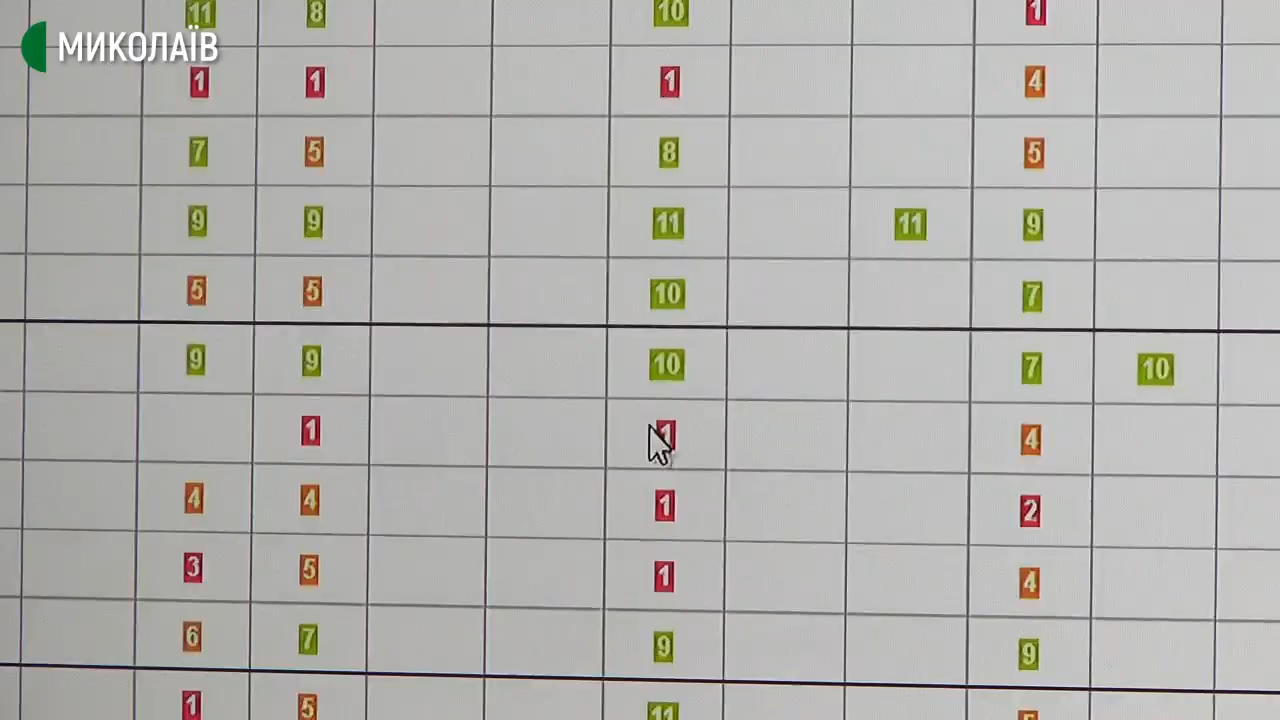 11 8 10 1
МИКОЛАЇВ
1 1 1 4
7 5 8 5
9 9 11 11 9
5 5 10 7
9 9 10 7 10
1 1 4
4 4 1 2
3 5 1 4
6 7 9 9
1 5 11